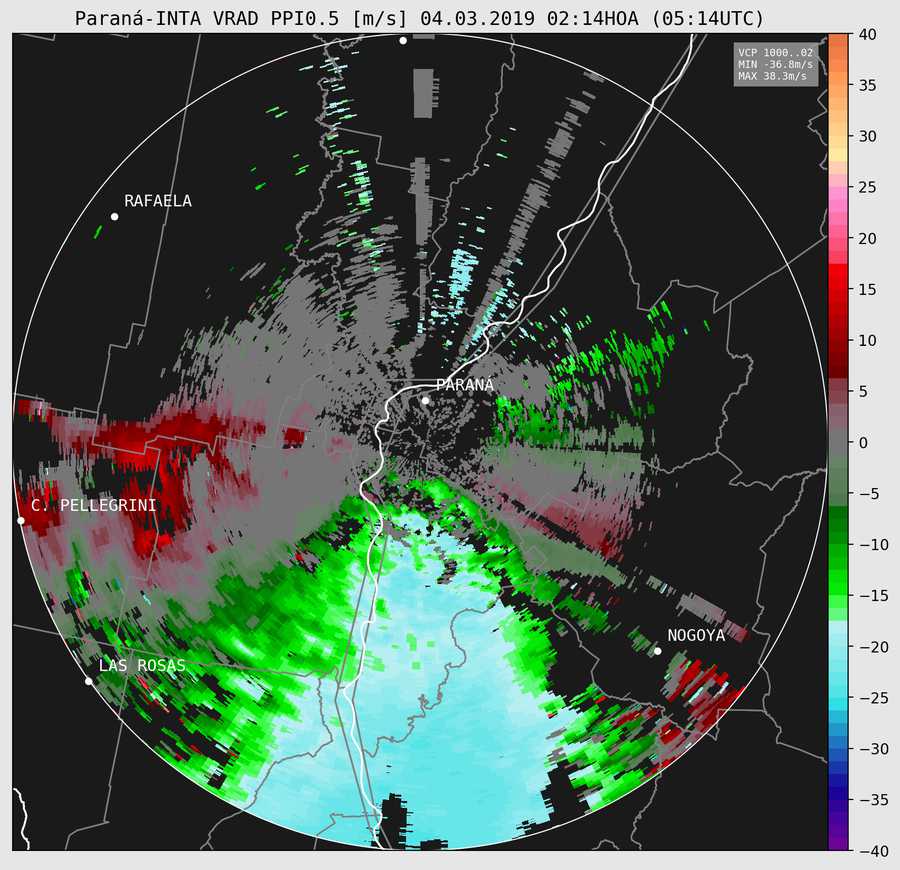 Paraná-INTA VRAD PPI0.5 [m/s] 04.03.2019 02:14HOA (05:14UTC)
VCP 1000..02
MIN -36.8m/s
MAX 38.3m/s
RAFAELA
PARANÁ
C. PELLEGRINI
NOGOYA
LAS ROSAS
40
35
30
25
20
15
10
5
0
−5
−10
−15
−20
−25
−30
−35
−40